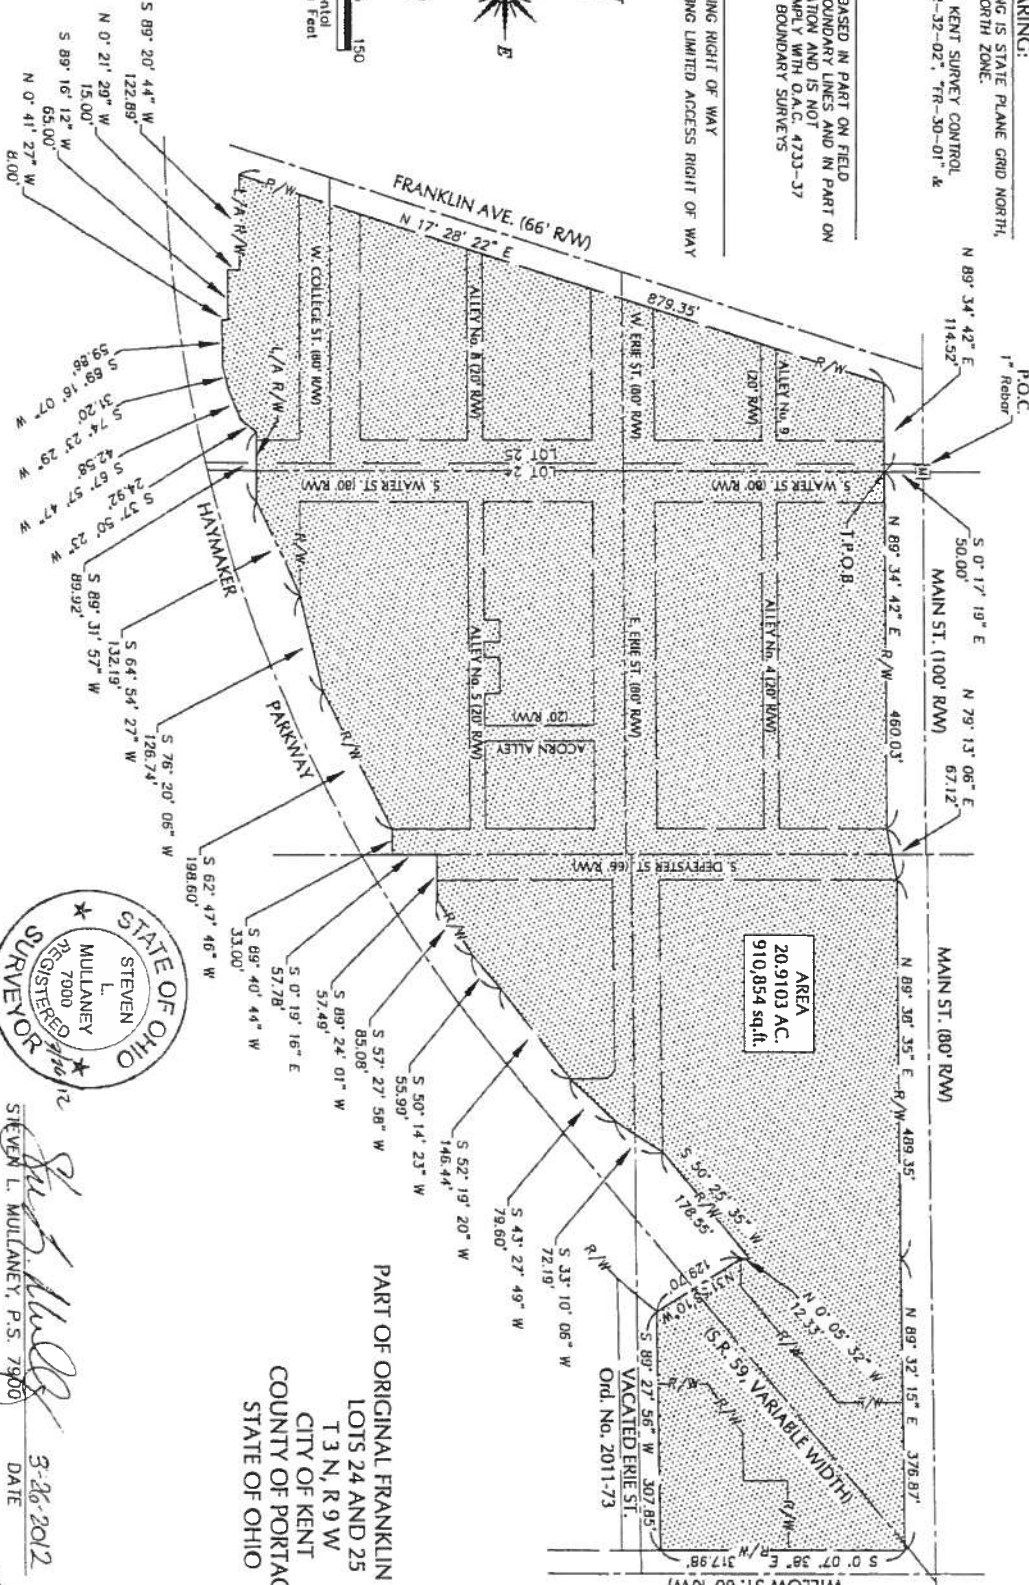 ARING:
NG IS STATE PLANE GRID NORTH,
ORTH ZONE.
KENT SURVEY CONTROL
-32-02", "FR-30-01" &
BASED IN PART ON FIELD
OUNDARY LINES AND IN PART ON
ATION AND IS NOT
MPLY WITH O.A.C. 4733-37
BOUNDARY SURVEYS
ING RIGHT OF WAY
ING LIMITED ACCESS RIGHT OF WAY
E
150
ntal
Feet
P.O.C.
1" Rebar
M
N 89° 34' 42" E
114.52'
S 0° 17' 19" E
50.00'
T.P.O.B.
MAIN ST. (100' R/W)
N 89° 34' 42" E
R/W
460.03'
N 79° 13' 06" E
67.12'
MAIN ST. (80' R/W)
N 89° 38' 35" E
R/W
489.35'
N 89° 32' 15" E
376.87'
FRANKLIN AVE. (66' R/W)
N 17° 28' 22" E
879.35'
R/W
R/W
ALLEY No. 9
(20' R/W)
W. ERIE ST. (80' R/W)
ALLEY No. 8 (20' R/W)
W. COLLEGE ST. (80' R/W)
L/A R/W
L/A R/W
LOT 25
LOT 24
S. WATER ST. (80' R/W)
S. WATER ST. (80' R/W)
ALLEY No. 4 (20' R/W)
E. ERIE ST. (80' R/W)
ALLEY No. 5 (20' R/W)
ACORN ALLEY
(20' R/W)
S. DEPEYSTER ST (66' R/W)
AREA
20.9103 AC.
910,854 sq.ft.
S 89° 20' 44" W
122.89'
N 0° 21' 29" W
15.00'
S 89° 16' 12" W
65.00'
N 0° 41' 27" W
8.00'
59.86'
31.20'
S 74° 23' 29" W
42.58'
S 67° 57' 47" W
24.92'
S 37° 50' 23" W
S 89° 31' 57" W
89.92'
S 64° 54' 27" W
132.19'
S 76° 20' 06" W
126.74'
S 62° 47' 46" W
198.60'
S 89° 40' 44" W
33.00'
S 0° 19' 16" E
57.78'
S 89° 24' 01" W
57.49'
S 57° 27' 58" W
85.08'
S 50° 14' 23" W
55.99'
S 52° 19' 20" W
146.44'
S 43° 27' 49" W
79.60'
S 33° 10' 06" W
72.19'
S 50° 25' 35" W
R/W
178.55'
N 0° 05' 32" W
12.33'
129.70
S 89° 27' 56" W
307.85'
S 0° 07' 38" E
R/W
317.98'
R/W
R/W
R/W
R/W
R/W
R/W
R/W
R/W
R/W
HAYMAKER
PARKWAY
(S.R. 59, VARIABLE WIDTH)
VACATED ERIE ST.
Ord. No. 2011-73
PART OF ORIGINAL FRANKLIN
LOTS 24 AND 25
T 3 N, R 9 W
CITY OF KENT
COUNTY OF PORTAG
STATE OF OHIO
STATE OF OHIO
STEVEN
L.
MULLANEY
7900
REGISTERED
SURVEYOR
STEVEN L. MULLANEY, P.S. 7900
3-26-2012
DATE